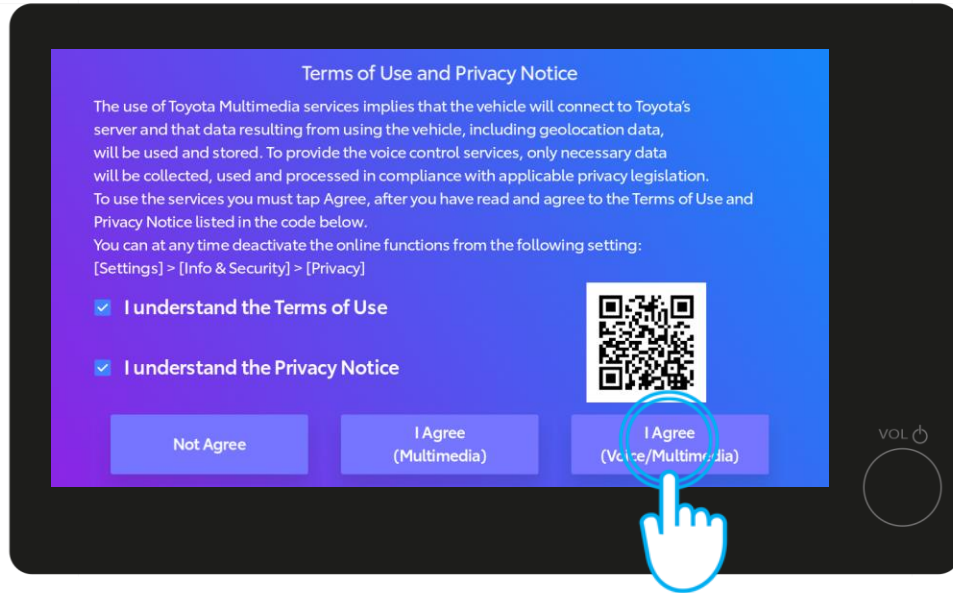 Terms of Use and Privacy Notice
The use of Toyota Multimedia services implies that the vehicle will connect to Toyota's
server and that data resulting from using the vehicle, including geolocation data,
will be used and stored. To provide the voice control services, only necessary data
will be collected, used and processed in compliance with applicable privacy legislation.
To use the services you must tap Agree, after you have read and agree to the Terms of Use and
Privacy Notice listed in the code below.
You can at any time deactivate the online functions from the following setting:
[Settings] > [Info & Security] > [Privacy]
I understand the Terms of Use
I understand the Privacy Notice
Not Agree
I Agree
(Multimedia)
I Agree
(Voice/Multimedia)
VOL